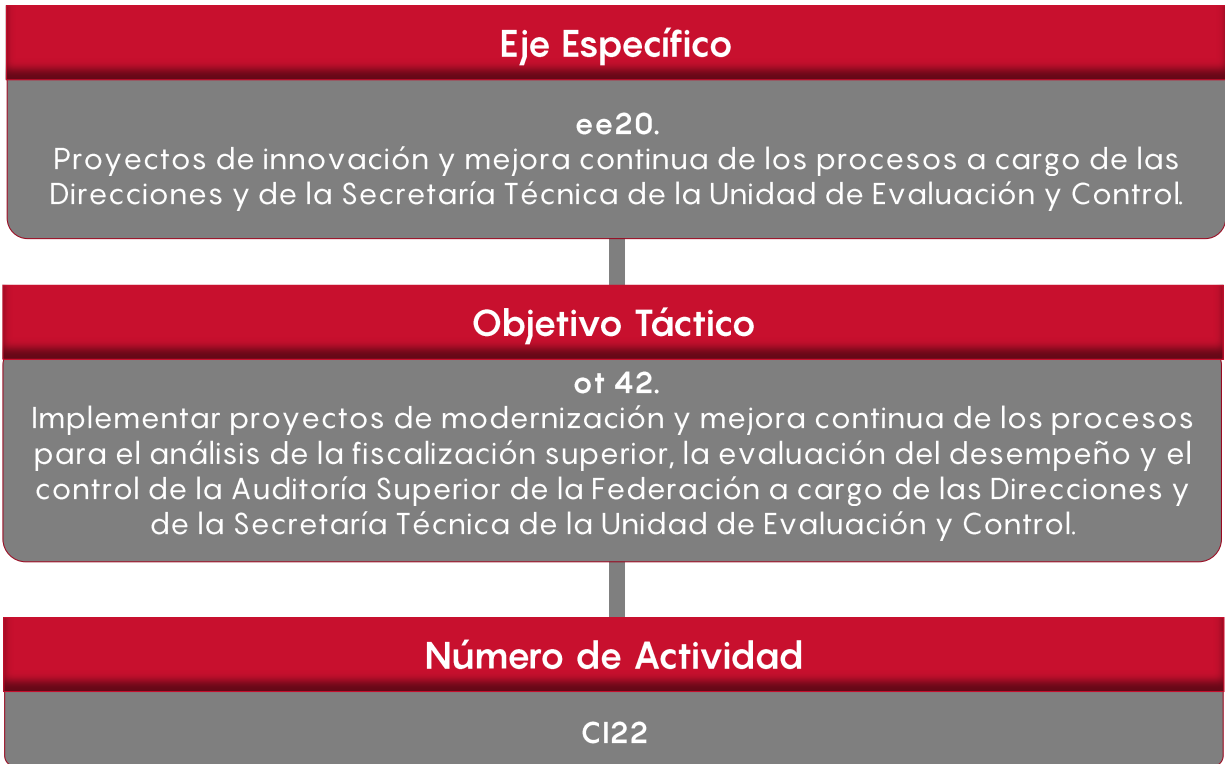 Eje Específico
ee20.
Proyectos de innovación y mejora continua de los procesos a cargo de las
Direcciones y de la Secretaría Técnica de la Unidad de Evaluación y Control.
Objetivo Táctico
ot 42.
Implementar proyectos de modernización y mejora continua de los procesos
para el análisis de la fiscalización superior, la evaluación del desempeño y el
control de la Auditoría Superior de la Federación a cargo de las Direcciones y
de la Secretaría Técnica de la Unidad de Evaluación y Control.
Número de Actividad
CI22